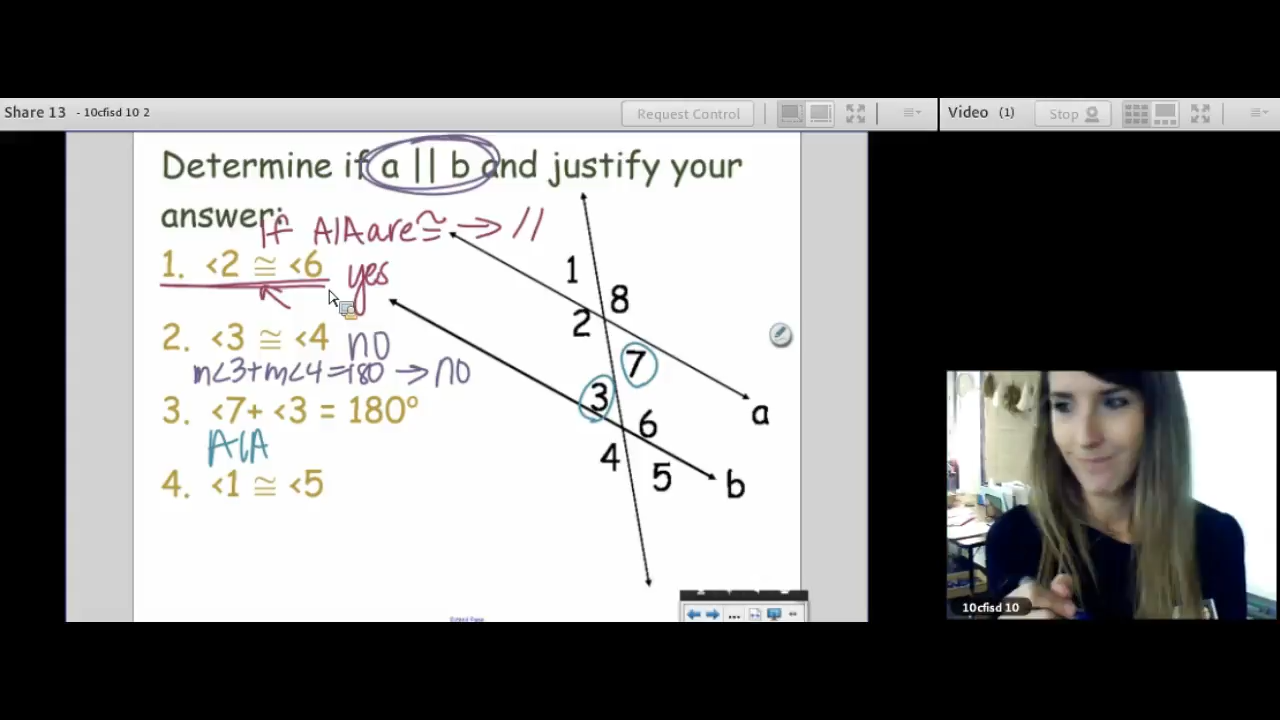 Share 13 - 10cfisd 10 2
Request Control
Video (1)
Stop
Determine if a || b and justify your
answer:
If AIA are ≅ → //
1. <2 ≅ <6 yes
2. <3 ≅ <4 no
m<3+m<4=180 → no
3. <7+ <3 = 180°
AIA
4. <1 ≅ <5
1
8
2
7
3
6
4
5
a
b
10cfisd 10